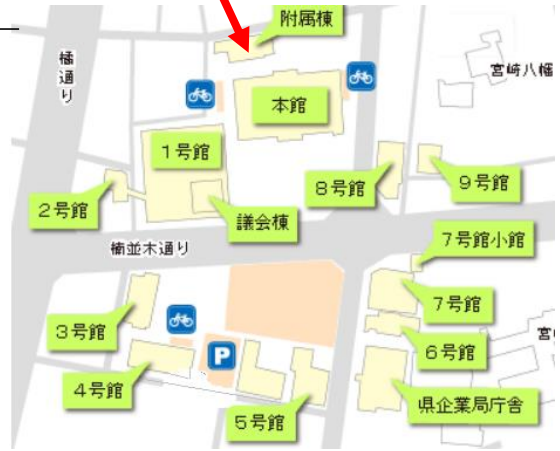 附属棟
橘通り
宮崎八幡
本館
1号館
2号館
議会棟
8号館
9号館
楠並木通り
7号館小館
3号館
7号館
P
6号館
4号館
宮
5号館
県企業局庁舎